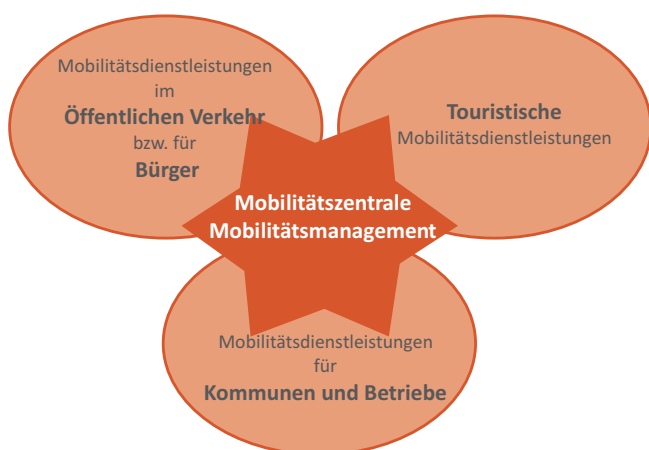 Mobilitätsdienstleistungen
im
Öffentlichen Verkehr
bzw. für
Bürger
Touristische
Mobilitätsdienstleistungen
Mobilitätszentrale
Mobilitätsmanagement
Mobilitätsdienstleistungen
für
Kommunen und Betriebe